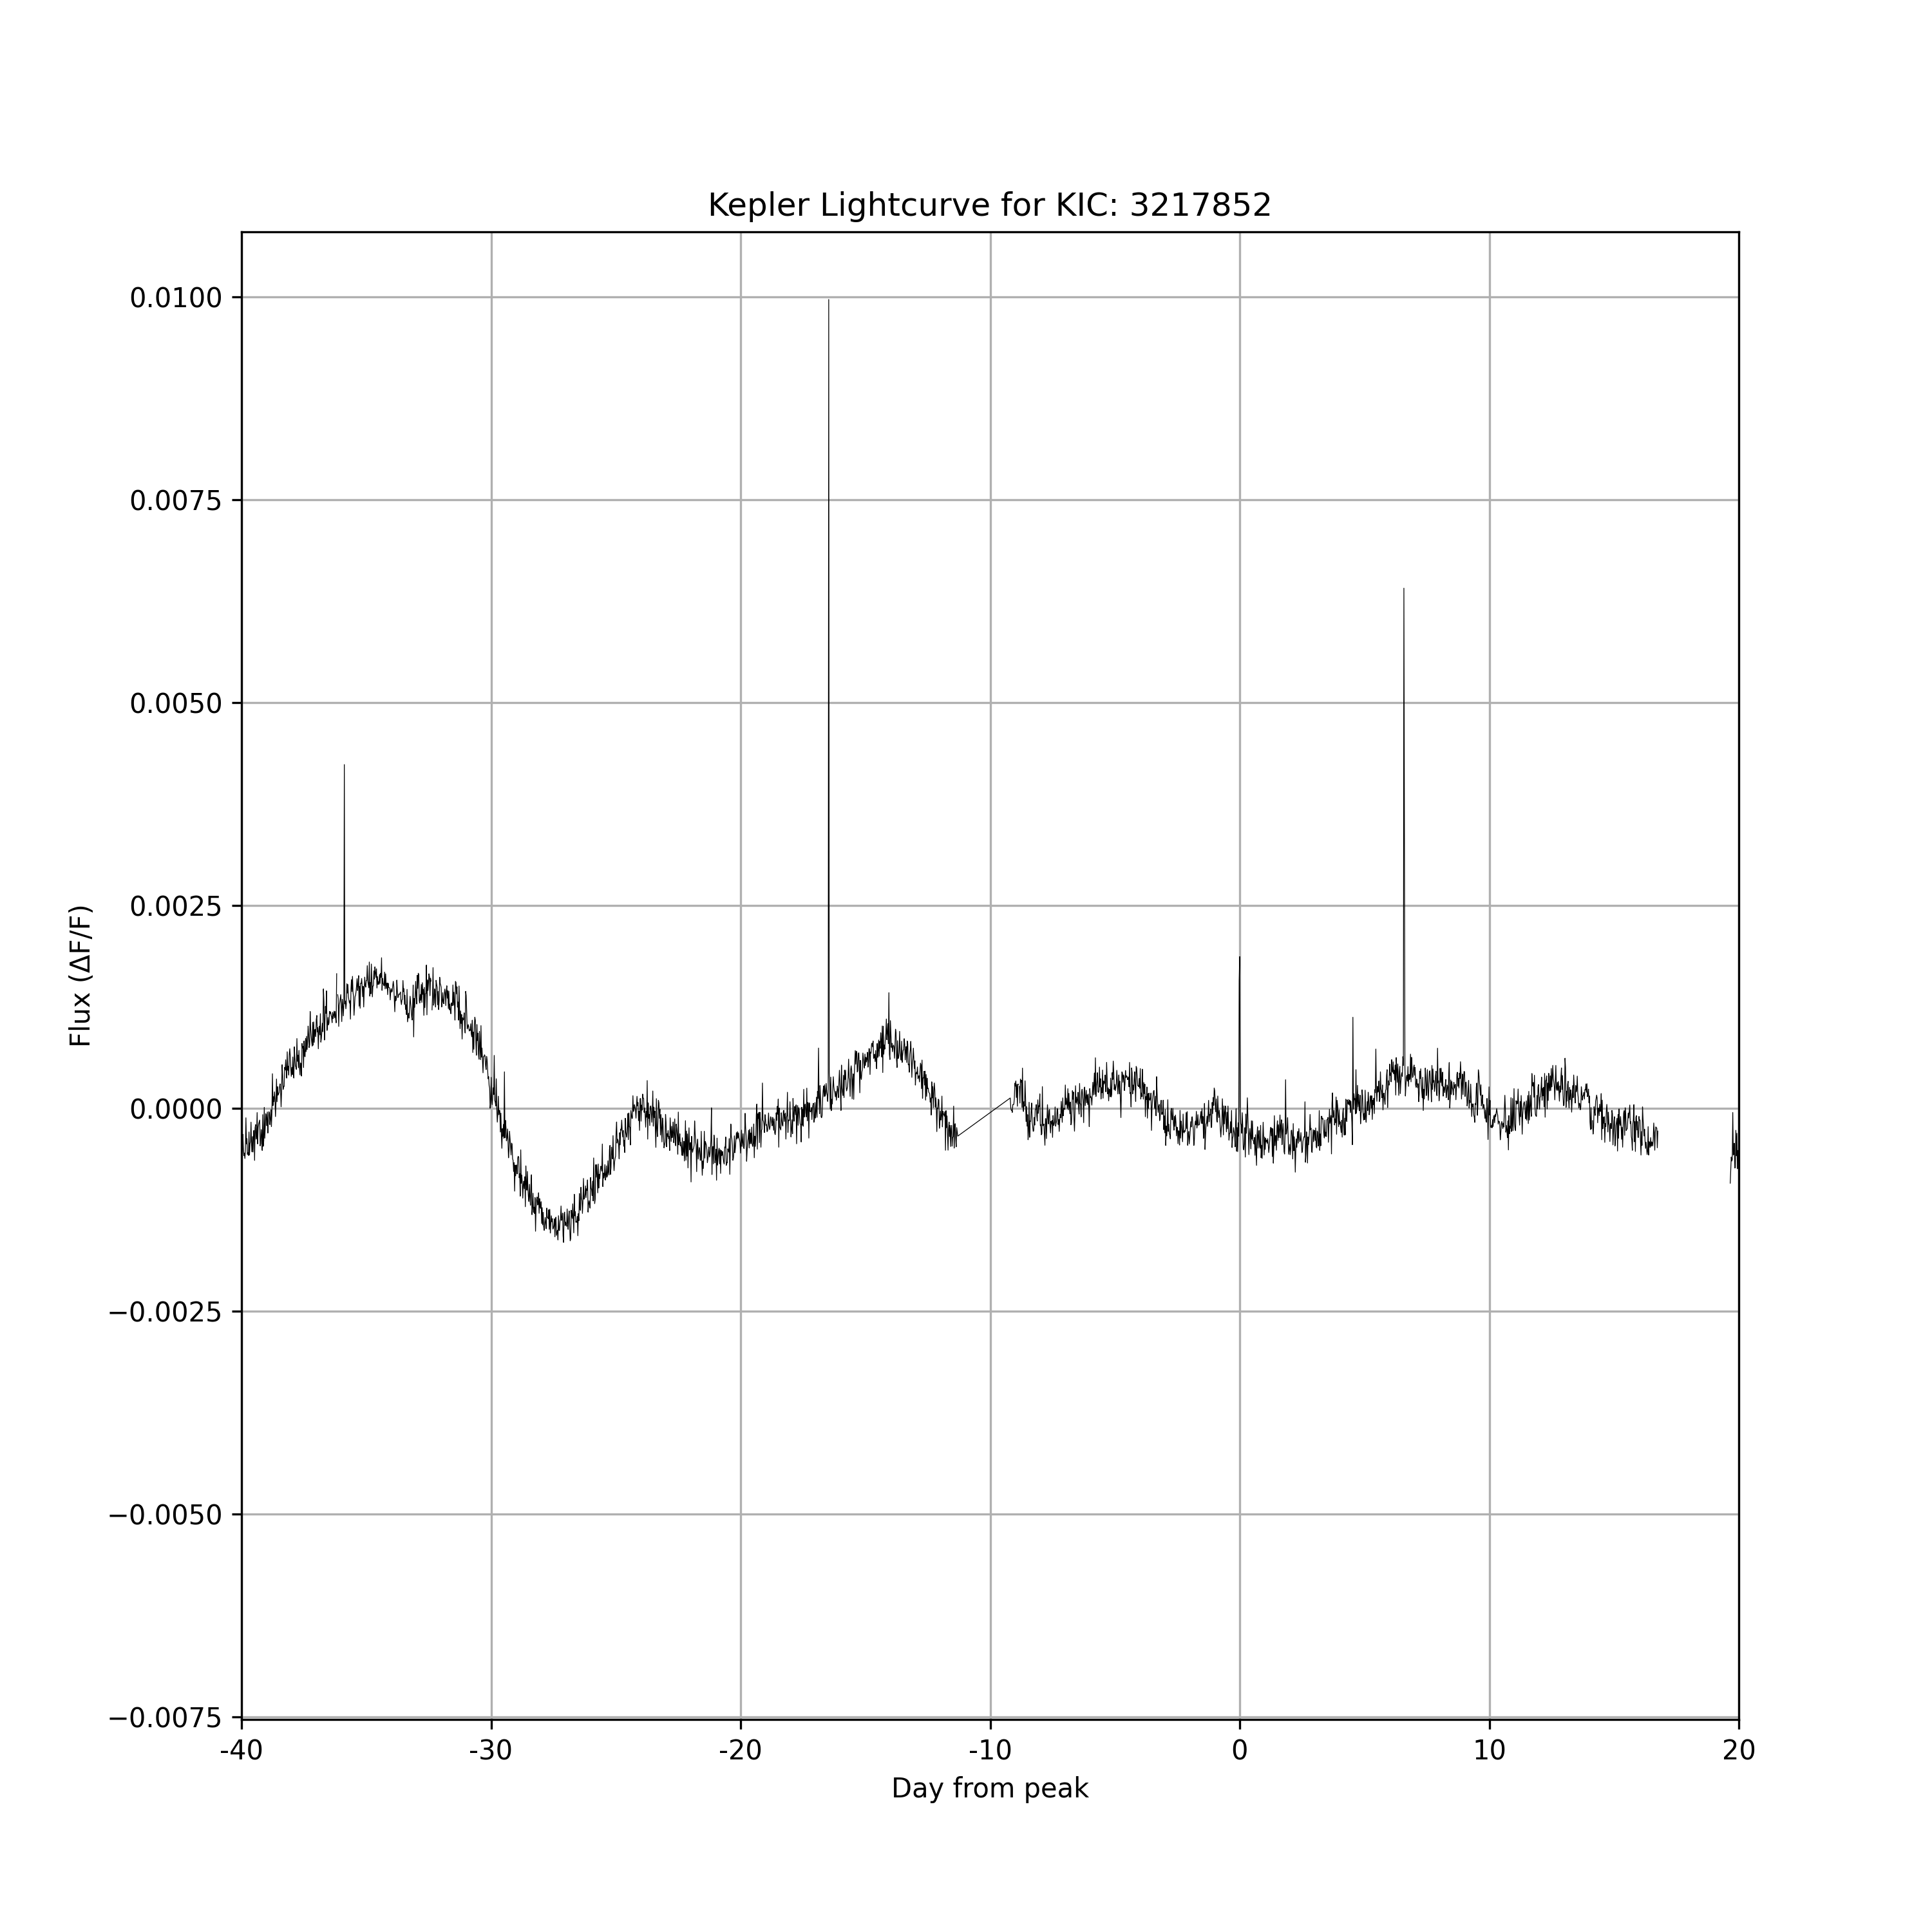 Kepler Lightcurve for KIC: 3217852
0.0100
0.0075
0.0050
0.0025
0.0000
−0.0025
−0.0050
−0.0075
Flux (ΔF/F)
-40 -30 -20 -10 0 10 20
Day from peak